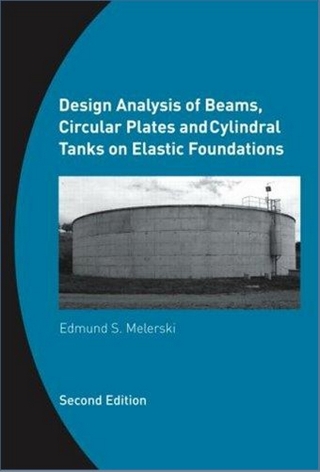 Design Analysis of Beams,
Circular Plates and Cylindral
Tanks on Elastic Foundations
Edmund S. Melerski
Second Edition